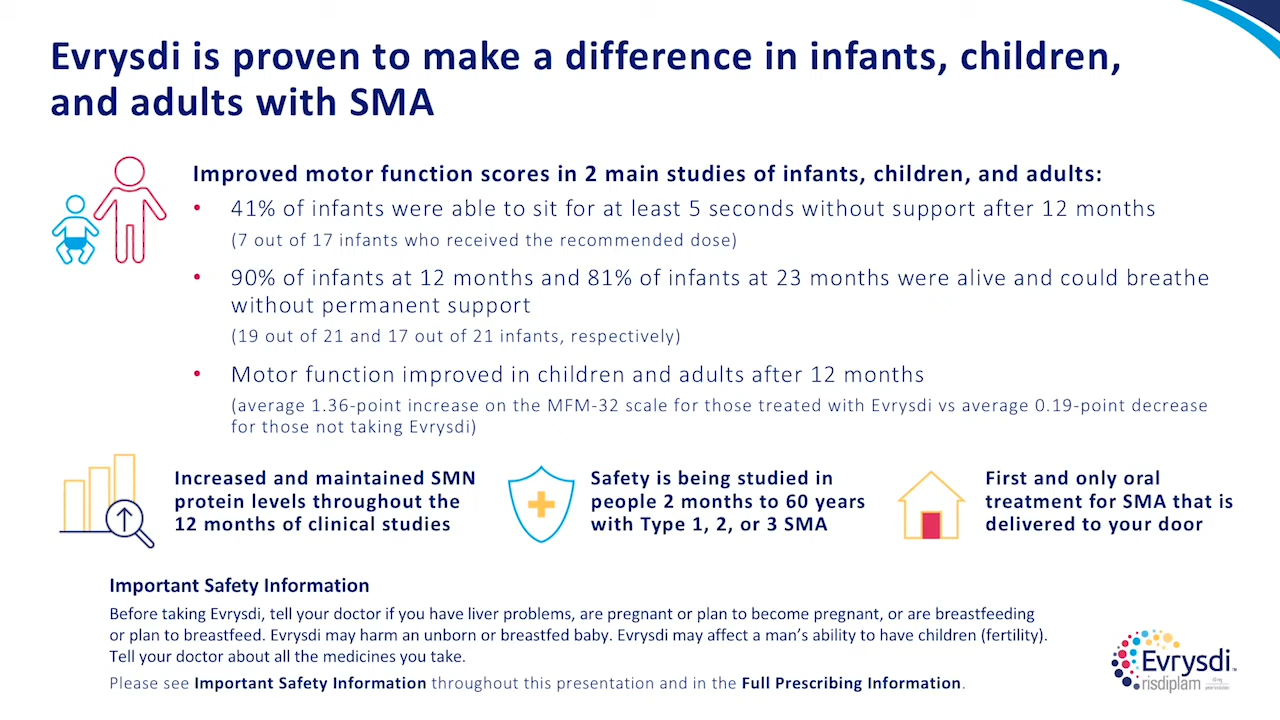 Evrysdi is proven to make a difference in infants, children,
and adults with SMA
Improved motor function scores in 2 main studies of infants, children, and adults:
• 41% of infants were able to sit for at least 5 seconds without support after 12 months
(7 out of 17 infants who received the recommended dose)
• 90% of infants at 12 months and 81% of infants at 23 months were alive and could breathe
without permanent support
(19 out of 21 and 17 out of 21 infants, respectively)
• Motor function improved in children and adults after 12 months
(average 1.36-point increase on the MFM-32 scale for those treated with Evrysdi vs average 0.19-point decrease
for those not taking Evrysdi)
Increased and maintained SMN
protein levels throughout the
12 months of clinical studies
Safety is being studied in
people 2 months to 60 years
with Type 1, 2, or 3 SMA
First and only oral
treatment for SMA that is
delivered to your door
Important Safety Information
Before taking Evrysdi, tell your doctor if you have liver problems, are pregnant or plan to become pregnant, or are breastfeeding
or plan to breastfeed. Evrysdi may harm an unborn or breastfed baby. Evrysdi may affect a man’s ability to have children (fertility).
Tell your doctor about all the medicines you take.
Please see Important Safety Information throughout this presentation and in the Full Prescribing Information.
Evrysdi™
risdiplam